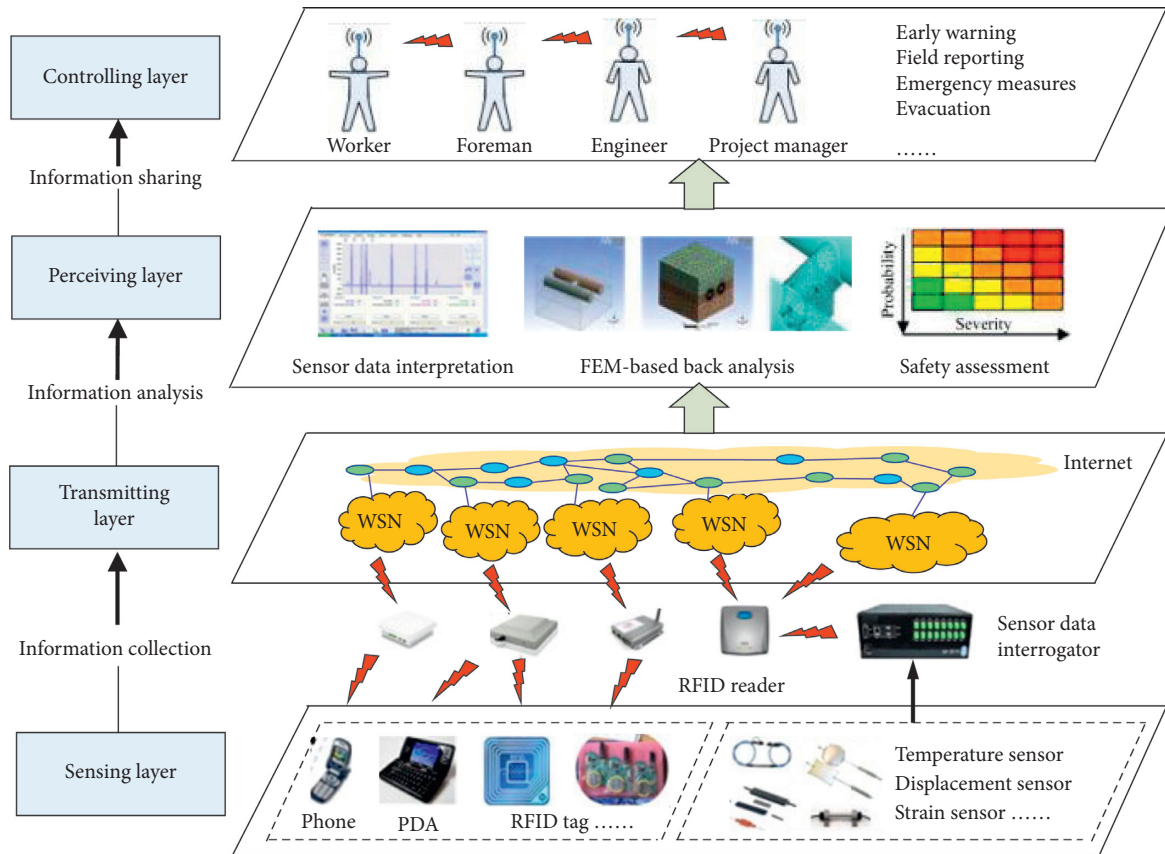 Controlling layer
Information sharing
Perceiving layer
Information analysis
Transmitting
layer
Information collection
Sensing layer
Worker
Foreman
Engineer
Project manager
Early warning
Field reporting
Emergency measures
Evacuation
......
Probability
Severity
Sensor data interpretation
FEM-based back analysis
Safety assessment
Internet
WSN
WSN
WSN
WSN
WSN
Sensor data
interrogator
RFID reader
Phone
PDA
RFID tag ......
Temperature sensor
Displacement sensor
Strain sensor ......